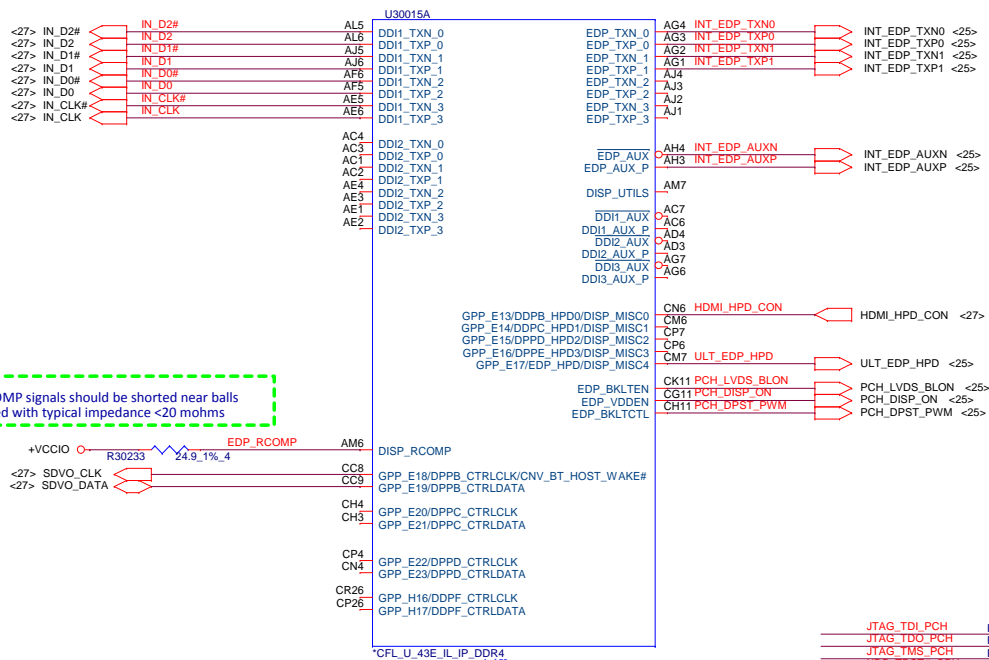 U30015A
<27> IN_D2# IN_D2# AL5 DDI1_TXN_0
<27> IN_D2 IN_D2 AL6 DDI1_TXP_0
<27> IN_D1# IN_D1# AJ5 DDI1_TXN_1
<27> IN_D1 IN_D1 AJ6 DDI1_TXP_1
<27> IN_D0# IN_D0# AF6 DDI1_TXN_2
<27> IN_D0 IN_D0 AF5 DDI1_TXP_2
<27> IN_CLK# IN_CLK# AE5 DDI1_TXN_3
<27> IN_CLK IN_CLK AE6 DDI1_TXP_3
AC4 DDI2_TXN_0
AC3 DDI2_TXP_0
AC1 DDI2_TXN_1
AC2 DDI2_TXP_1
AE4 DDI2_TXN_2
AE3 DDI2_TXP_2
AE1 DDI2_TXN_3
AE2 DDI2_TXP_3
EDP_TXN_0 AG4 INT_EDP_TXN0 INT_EDP_TXN0 <25>
EDP_TXP_0 AG3 INT_EDP_TXP0 INT_EDP_TXP0 <25>
EDP_TXN_1 AG2 INT_EDP_TXN1 INT_EDP_TXN1 <25>
EDP_TXP_1 AG1 INT_EDP_TXP1 INT_EDP_TXP1 <25>
EDP_TXN_2 AJ4
EDP_TXP_2 AJ3
EDP_TXN_3 AJ2
EDP_TXP_3 AJ1
EDP_AUX AH4 INT_EDP_AUXN INT_EDP_AUXN <25>
EDP_AUX_P AH3 INT_EDP_AUXP INT_EDP_AUXP <25>
DISP_UTILS AM7
DDI1_AUX AC7
DDI1_AUX_P AC6
DDI2_AUX AD4
DDI2_AUX_P AD3
DDI3_AUX AG7
DDI3_AUX_P AG6
GPP_E13/DDPB_HPD0/DISP_MISC0 CN6 HDMI_HPD_CON HDMI_HPD_CON <27>
GPP_E14/DDPC_HPD1/DISP_MISC1 CM6
GPP_E15/DPPD_HPD2/DISP_MISC2 CP7
GPP_E16/DPPE_HPD3/DISP_MISC3 CP6
GPP_E17/EDP_HPD/DISP_MISC4 CM7 ULT_EDP_HPD ULT_EDP_HPD <25>
EDP_BKLTEN CK11 PCH_LVDS_BLON PCH_LVDS_BLON <25>
EDP_VDDEN CG11 PCH_DISP_ON PCH_DISP_ON <25>
EDP_BKLTCTL CH11 PCH_DPST_PWM PCH_DPST_PWM <25>
OMP signals should be shorted near balls
ed with typical impedance <20 mohms
+VCCIO R30233 24.9_1%_4 EDP_RCOMP AM6 DISP_RCOMP
<27> SDVO_CLK CC8 GPP_E18/DPPB_CTRLCLK/CNV_BT_HOST_WAKE#
<27> SDVO_DATA CC9 GPP_E19/DPPB_CTRLDATA
CH4 GPP_E20/DPPC_CTRLCLK
CH3 GPP_E21/DPPC_CTRLDATA
CP4 GPP_E22/DPPD_CTRLCLK
CN4 GPP_E23/DPPD_CTRLDATA
CR26 GPP_H16/DDPF_CTRLCLK
CP26 GPP_H17/DDPF_CTRLDATA
*CFL_U_43E_IL_IP_DDR4
JTAG_TDI_PCH
JTAG_TDO_PCH
JTAG_TMS_PCH